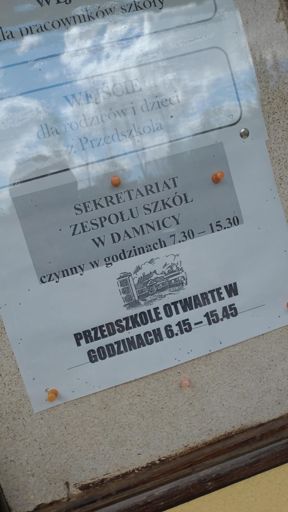 dla pracowników szkoły
WEJŚCIE
dla rodziców i dzieci
z Przedszkola
SEKRETARIAT
ZESPOŁU SZKÓŁ
W DAMNICY
czynny w godzinach 7.30 – 15.30
PRZEDSZKOLE OTWARTE W
GODZINACH 6.15 – 15.45